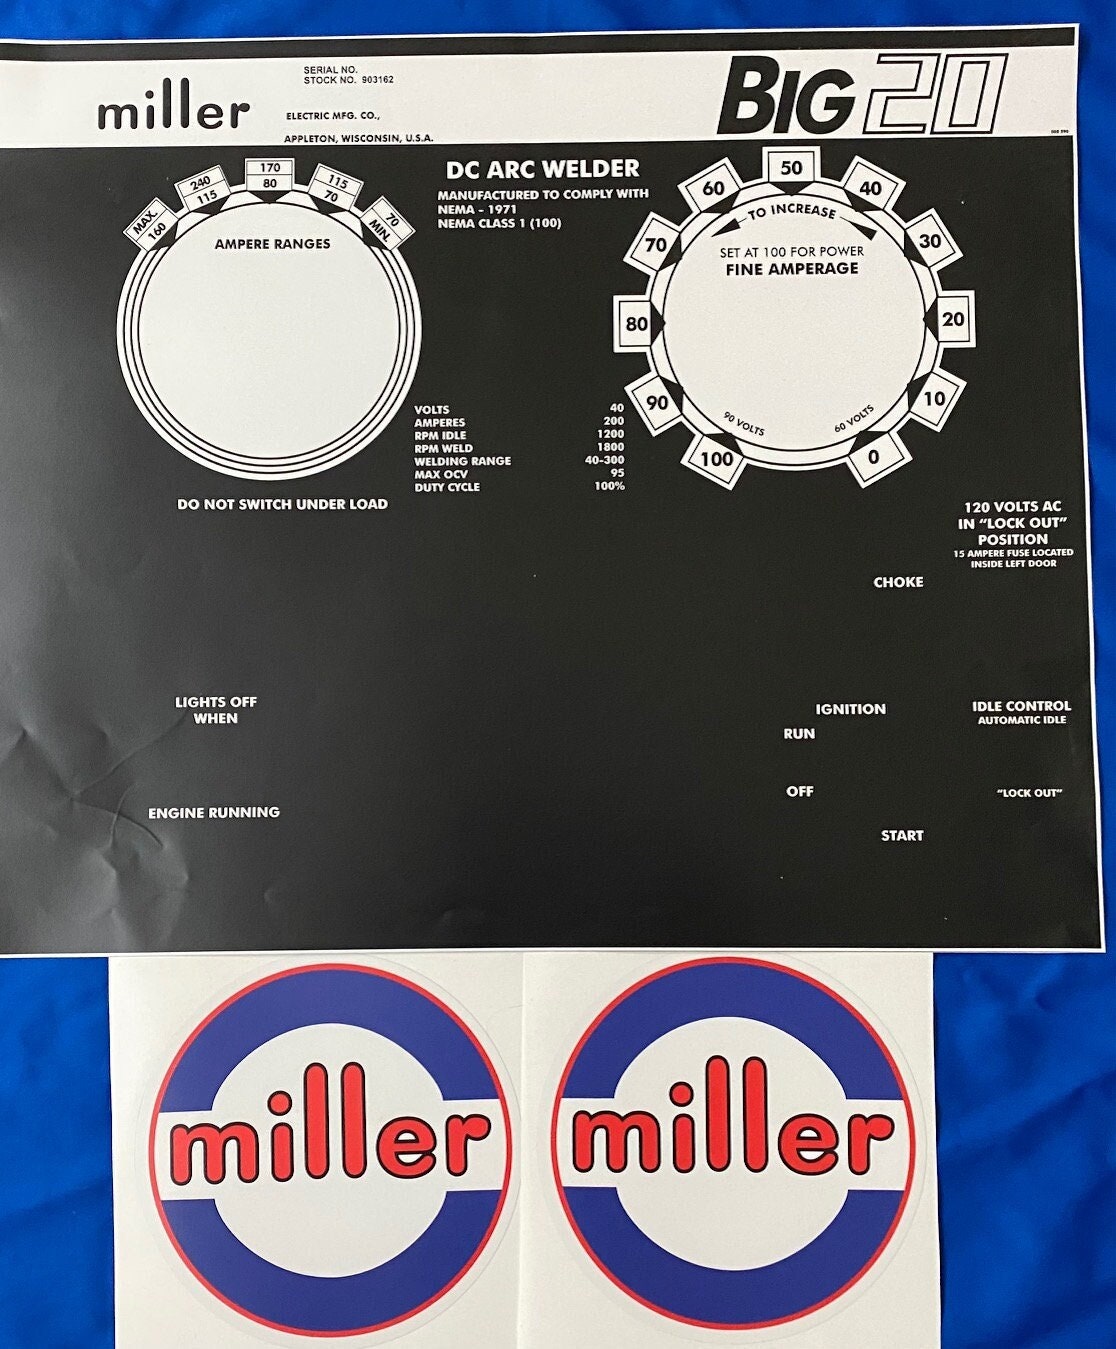 miller
SERIAL NO.
STOCK NO. 903162
ELECTRIC MFG. CO.,
APPLETON, WISCONSIN, U.S.A.
BIG 20
MAX.
160
240
115
170
80
115
70
70
MIN.
AMPERE RANGES
DO NOT SWITCH UNDER LOAD
DC ARC WELDER
MANUFACTURED TO COMPLY WITH
NEMA - 1971
NEMA CLASS 1 (100)
VOLTS 40
AMPERES 200
RPM IDLE 1200
RPM WELD 1800
WELDING RANGE 40-300
MAX OCV 95
DUTY CYCLE 100%
100
90
80
70
60
50
40
30
20
10
0
TO INCREASE
SET AT 100 FOR POWER
FINE AMPERAGE
90 VOLTS
60 VOLTS
120 VOLTS AC
IN "LOCK OUT"
POSITION
15 AMPERE FUSE LOCATED
INSIDE LEFT DOOR
CHOKE
LIGHTS OFF
WHEN
ENGINE RUNNING
IGNITION
RUN
OFF
START
IDLE CONTROL
AUTOMATIC IDLE
"LOCK OUT"
miller
miller